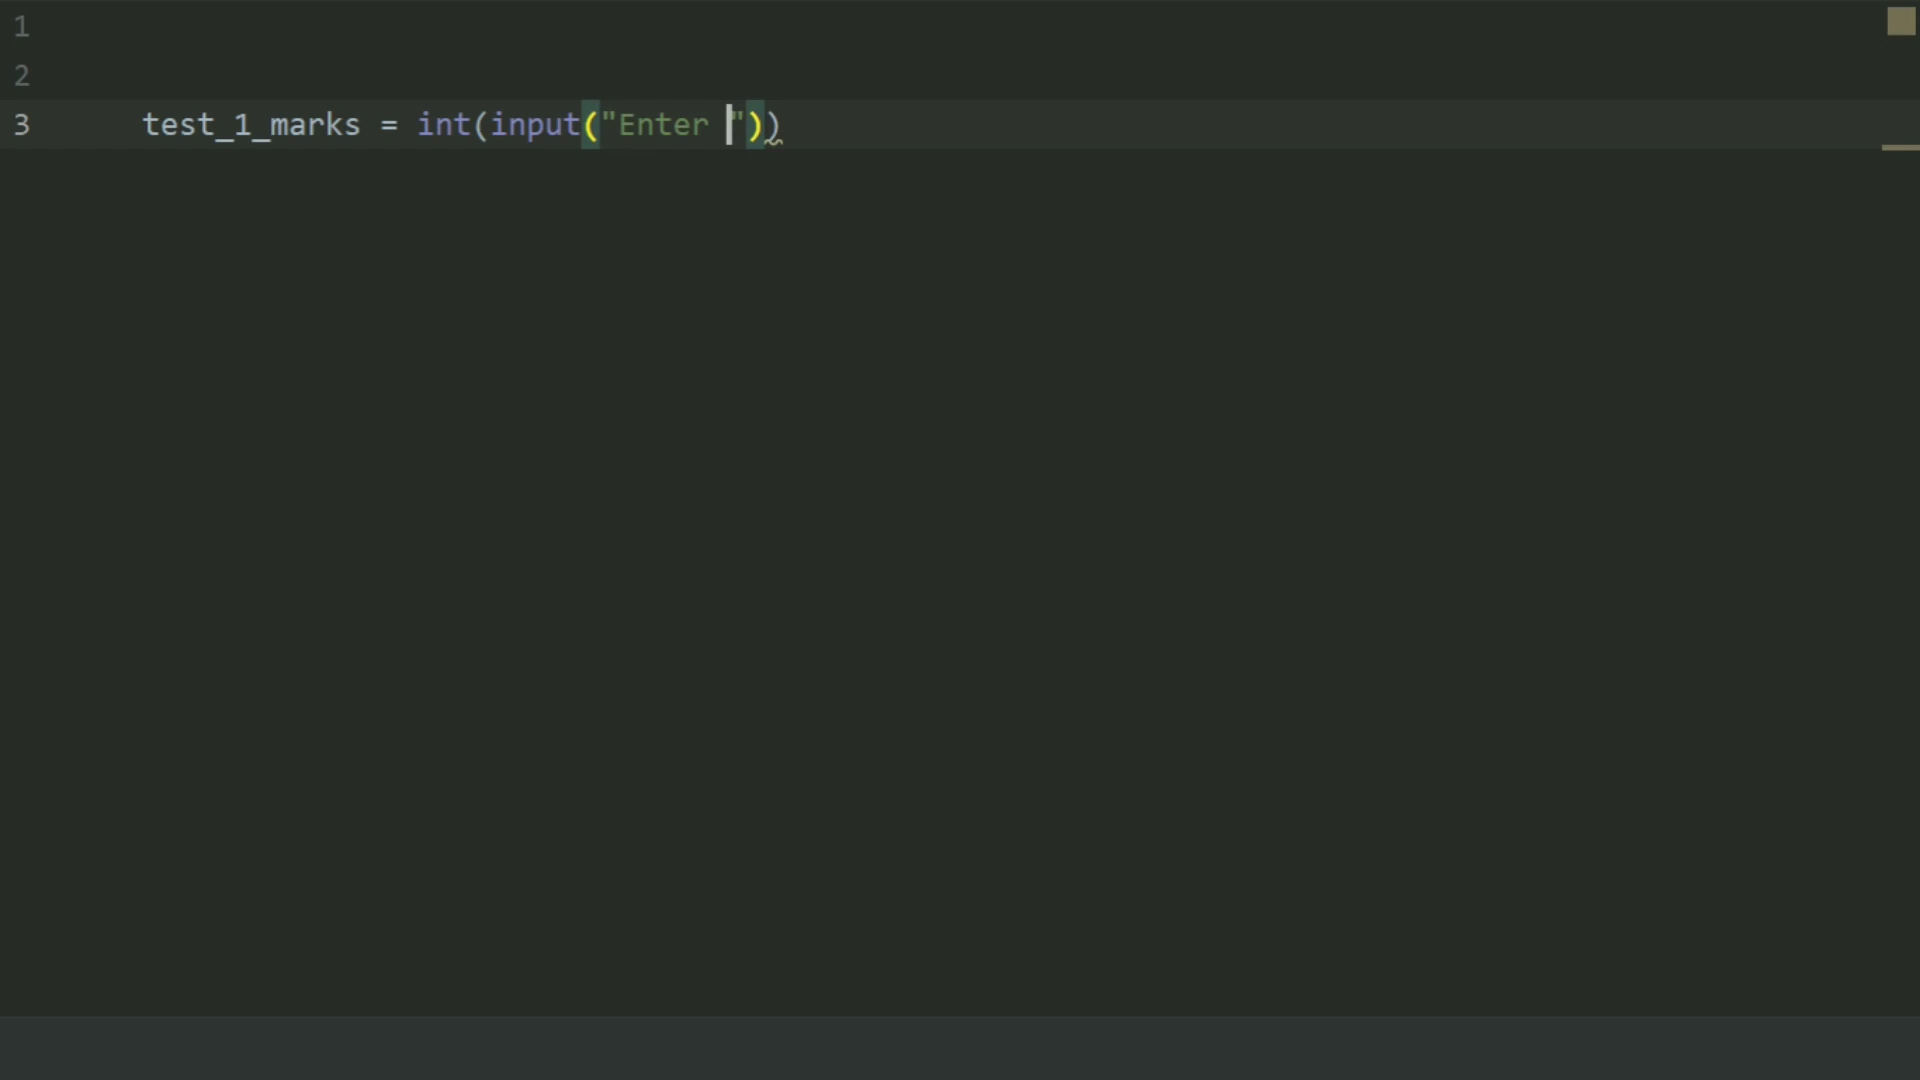 1
2
3 test_1_marks = int(input("Enter "))